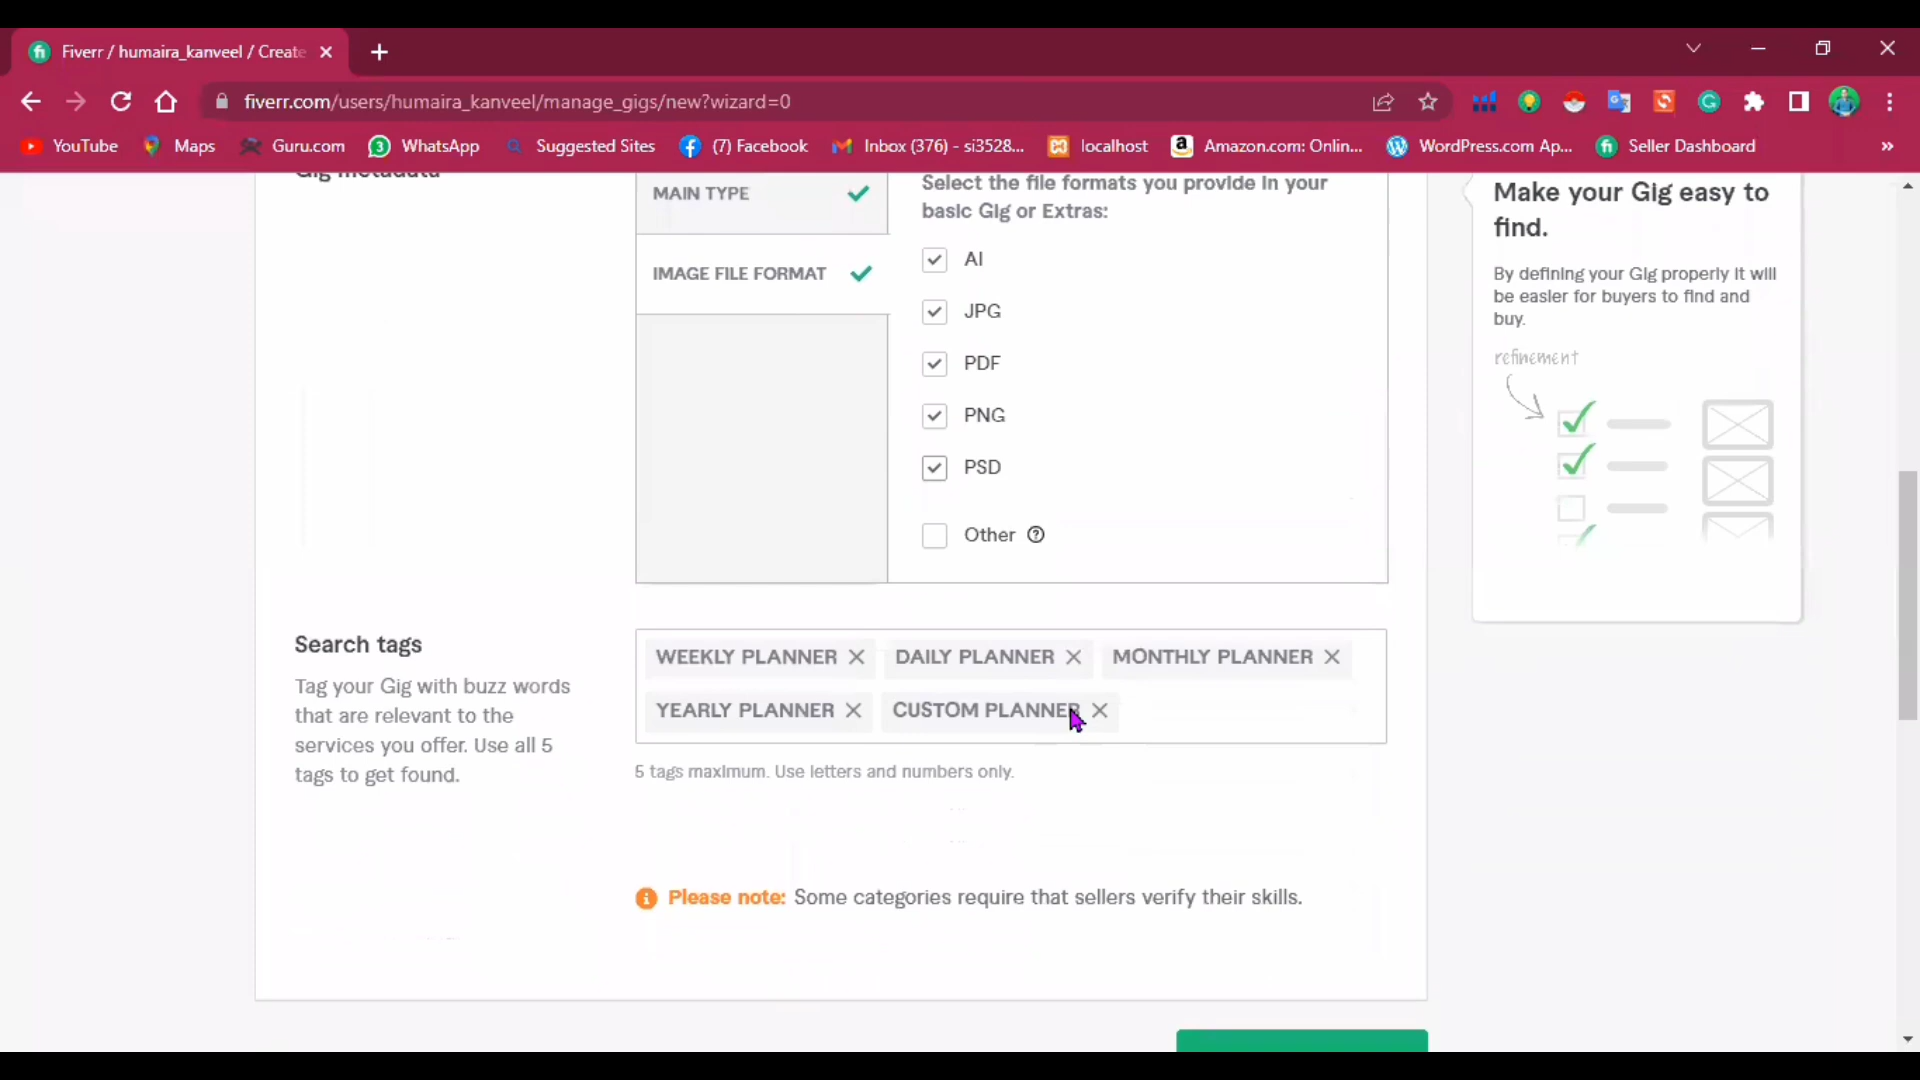 Fiverr / humaira_kanveel / Create
fiverr.com/users/humaira_kanveel/manage_gigs/new?wizard=0
YouTube
Maps
Guru.com
WhatsApp
Suggested Sites
(7) Facebook
Inbox (376) - si3528...
localhost
Amazon.com: Onlin...
WordPress.com Ap...
Seller Dashboard
»
Gig metadata
MAIN TYPE
IMAGE FILE FORMAT
Select the file formats you provide in your
basic Gig or Extras:
AI
JPG
PDF
PNG
PSD
Other
Make your Gig easy to
find.
By defining your Gig properly it will
be easier for buyers to find and
buy.
refinement
Search tags
Tag your Gig with buzz words
that are relevant to the
services you offer. Use all 5
tags to get found.
WEEKLY PLANNER
DAILY PLANNER
MONTHLY PLANNER
YEARLY PLANNER
CUSTOM PLANNER
5 tags maximum. Use letters and numbers only.
Please note: Some categories require that sellers verify their skills.